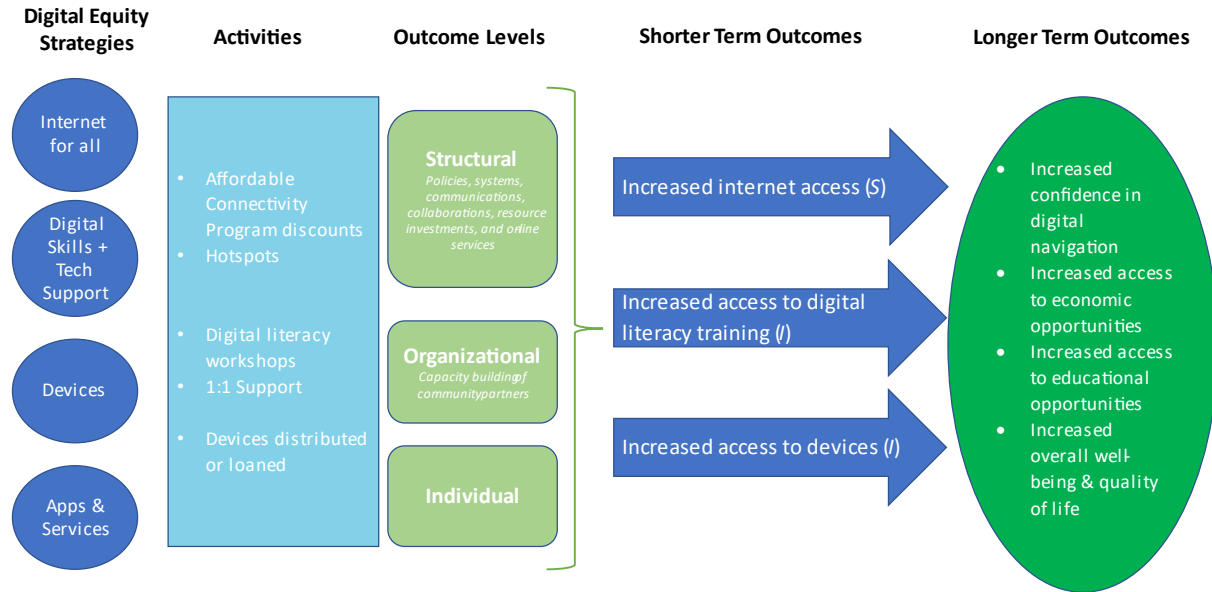 Digital Equity
Strategies
Activities
Outcome Levels
Shorter Term Outcomes
Longer Term Outcomes
Internet
for all
Digital
Skills +
Tech
Support
Devices
Apps &
Services
• Affordable
Connectivity
Program discounts
• Hotspots
• Digital literacy
workshops
• 1:1 Support
• Devices distributed
or loaned
Structural
Policies, systems,
communications,
collaborations, resource
investments, and online
services
Organizational
Capacity building of
community partners
Individual
Increased internet access (S)
Increased access to digital
literacy training (I)
Increased access to devices (I)
• Increased
confidence in
digital
navigation
• Increased access
to economic
opportunities
• Increased access
to educational
opportunities
• Increased
overall well-
being & quality
of life